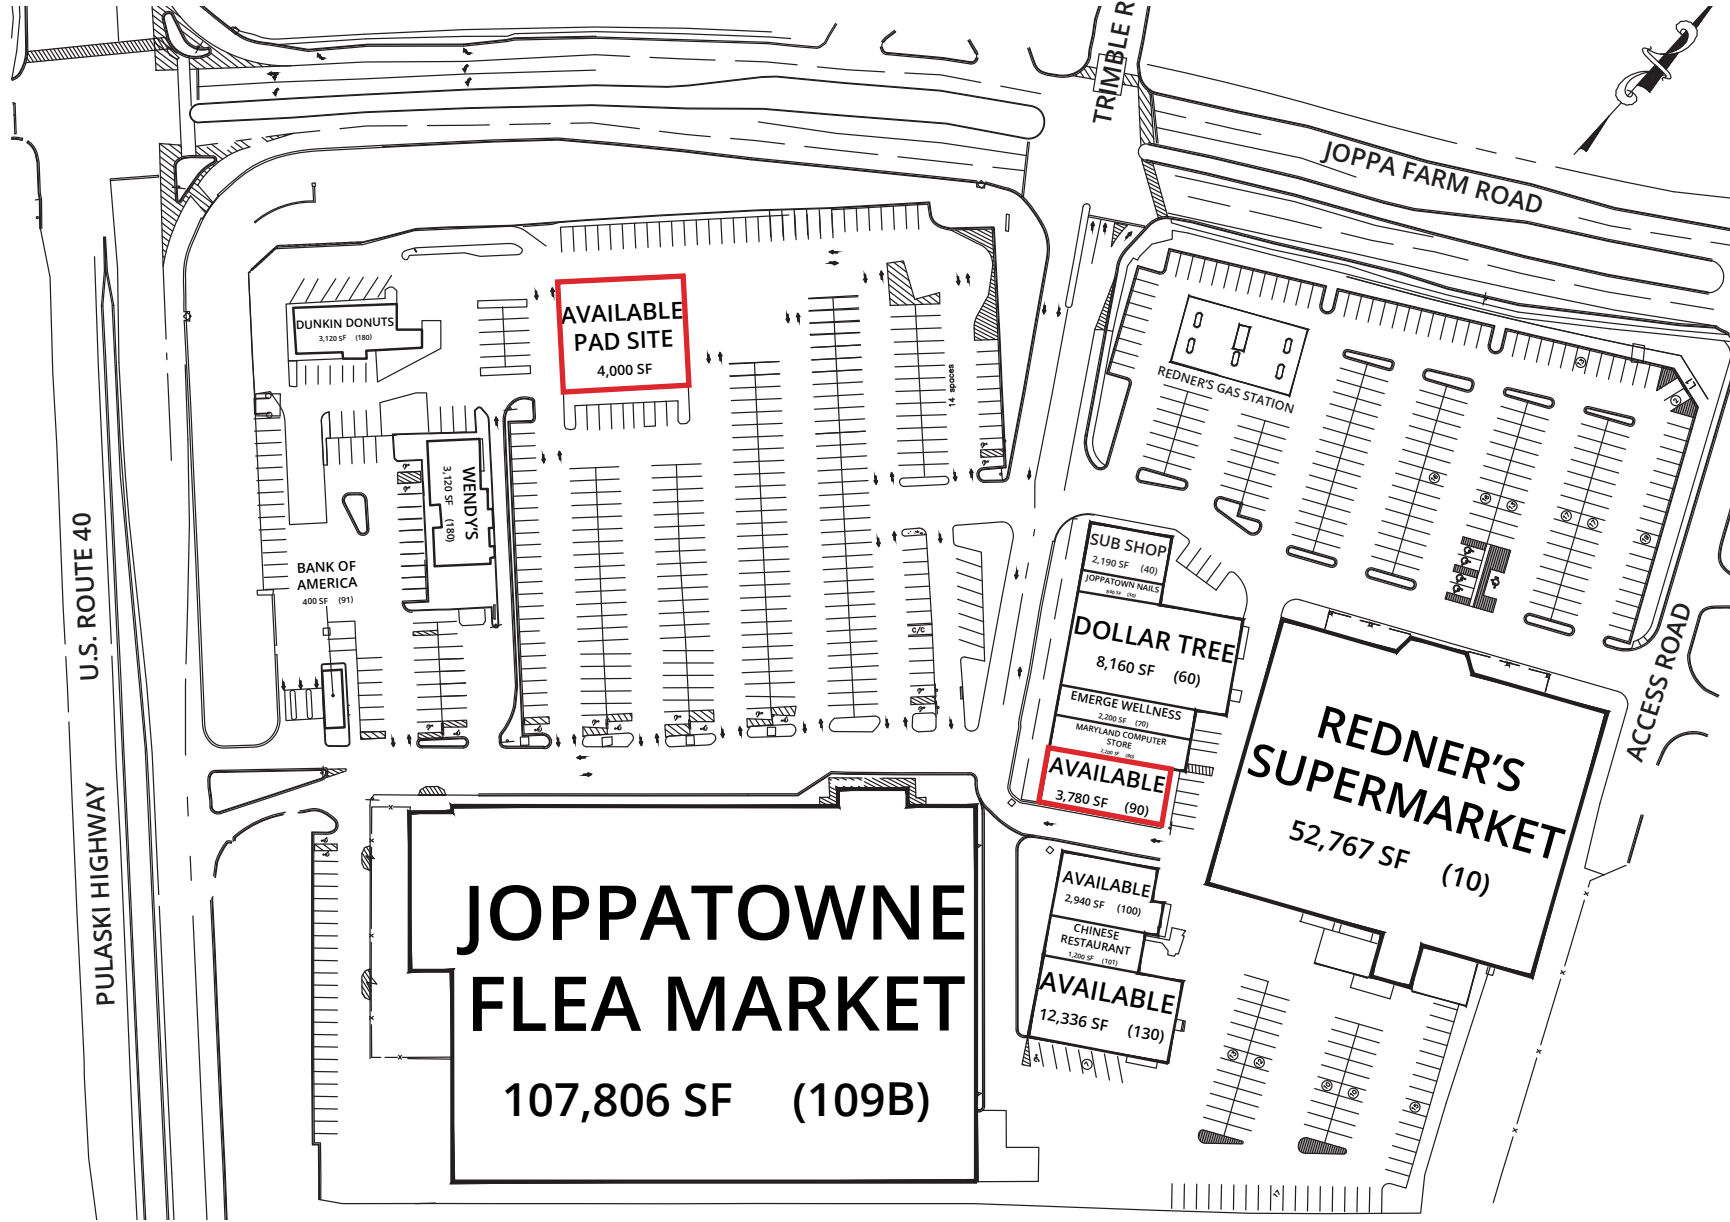 TRIMBLE R
JOPPA FARM ROAD
AVAILABLE
PAD SITE
4,000 SF
DUNKIN DONUTS
3,120 SF (180)
14 spaces
REDNER'S GAS STATION
WENDY'S
3,120 SF (180)
BANK OF
AMERICA
400 SF (91)
U.S. ROUTE 40
PULASKI HIGHWAY
C/C
SUB SHOP
2,190 SF (40)
JOPPATOWN NAILS
DOLLAR TREE
8,160 SF (60)
EMERGE WELLNESS
2,200 SF (70)
MARYLAND COMPUTER
STORE
2,200 SF (80)
AVAILABLE
3,780 SF (90)
ACCESS ROAD
REDNER'S
SUPERMARKET
52,767 SF (10)
JOPPATOWNE
FLEA MARKET
107,806 SF (109B)
AVAILABLE
2,940 SF (100)
CHINESE
RESTAURANT
1,200 SF (101)
AVAILABLE
12,336 SF (130)
17